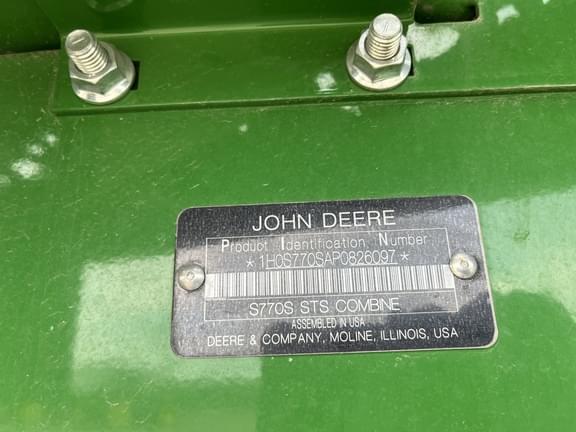 JOHN DEERE
Product Identification Number
*1H0S770SAP0826097*
S770S STS COMBINE
ASSEMBLED IN USA
DEERE & COMPANY, MOLINE, ILLINOIS, USA